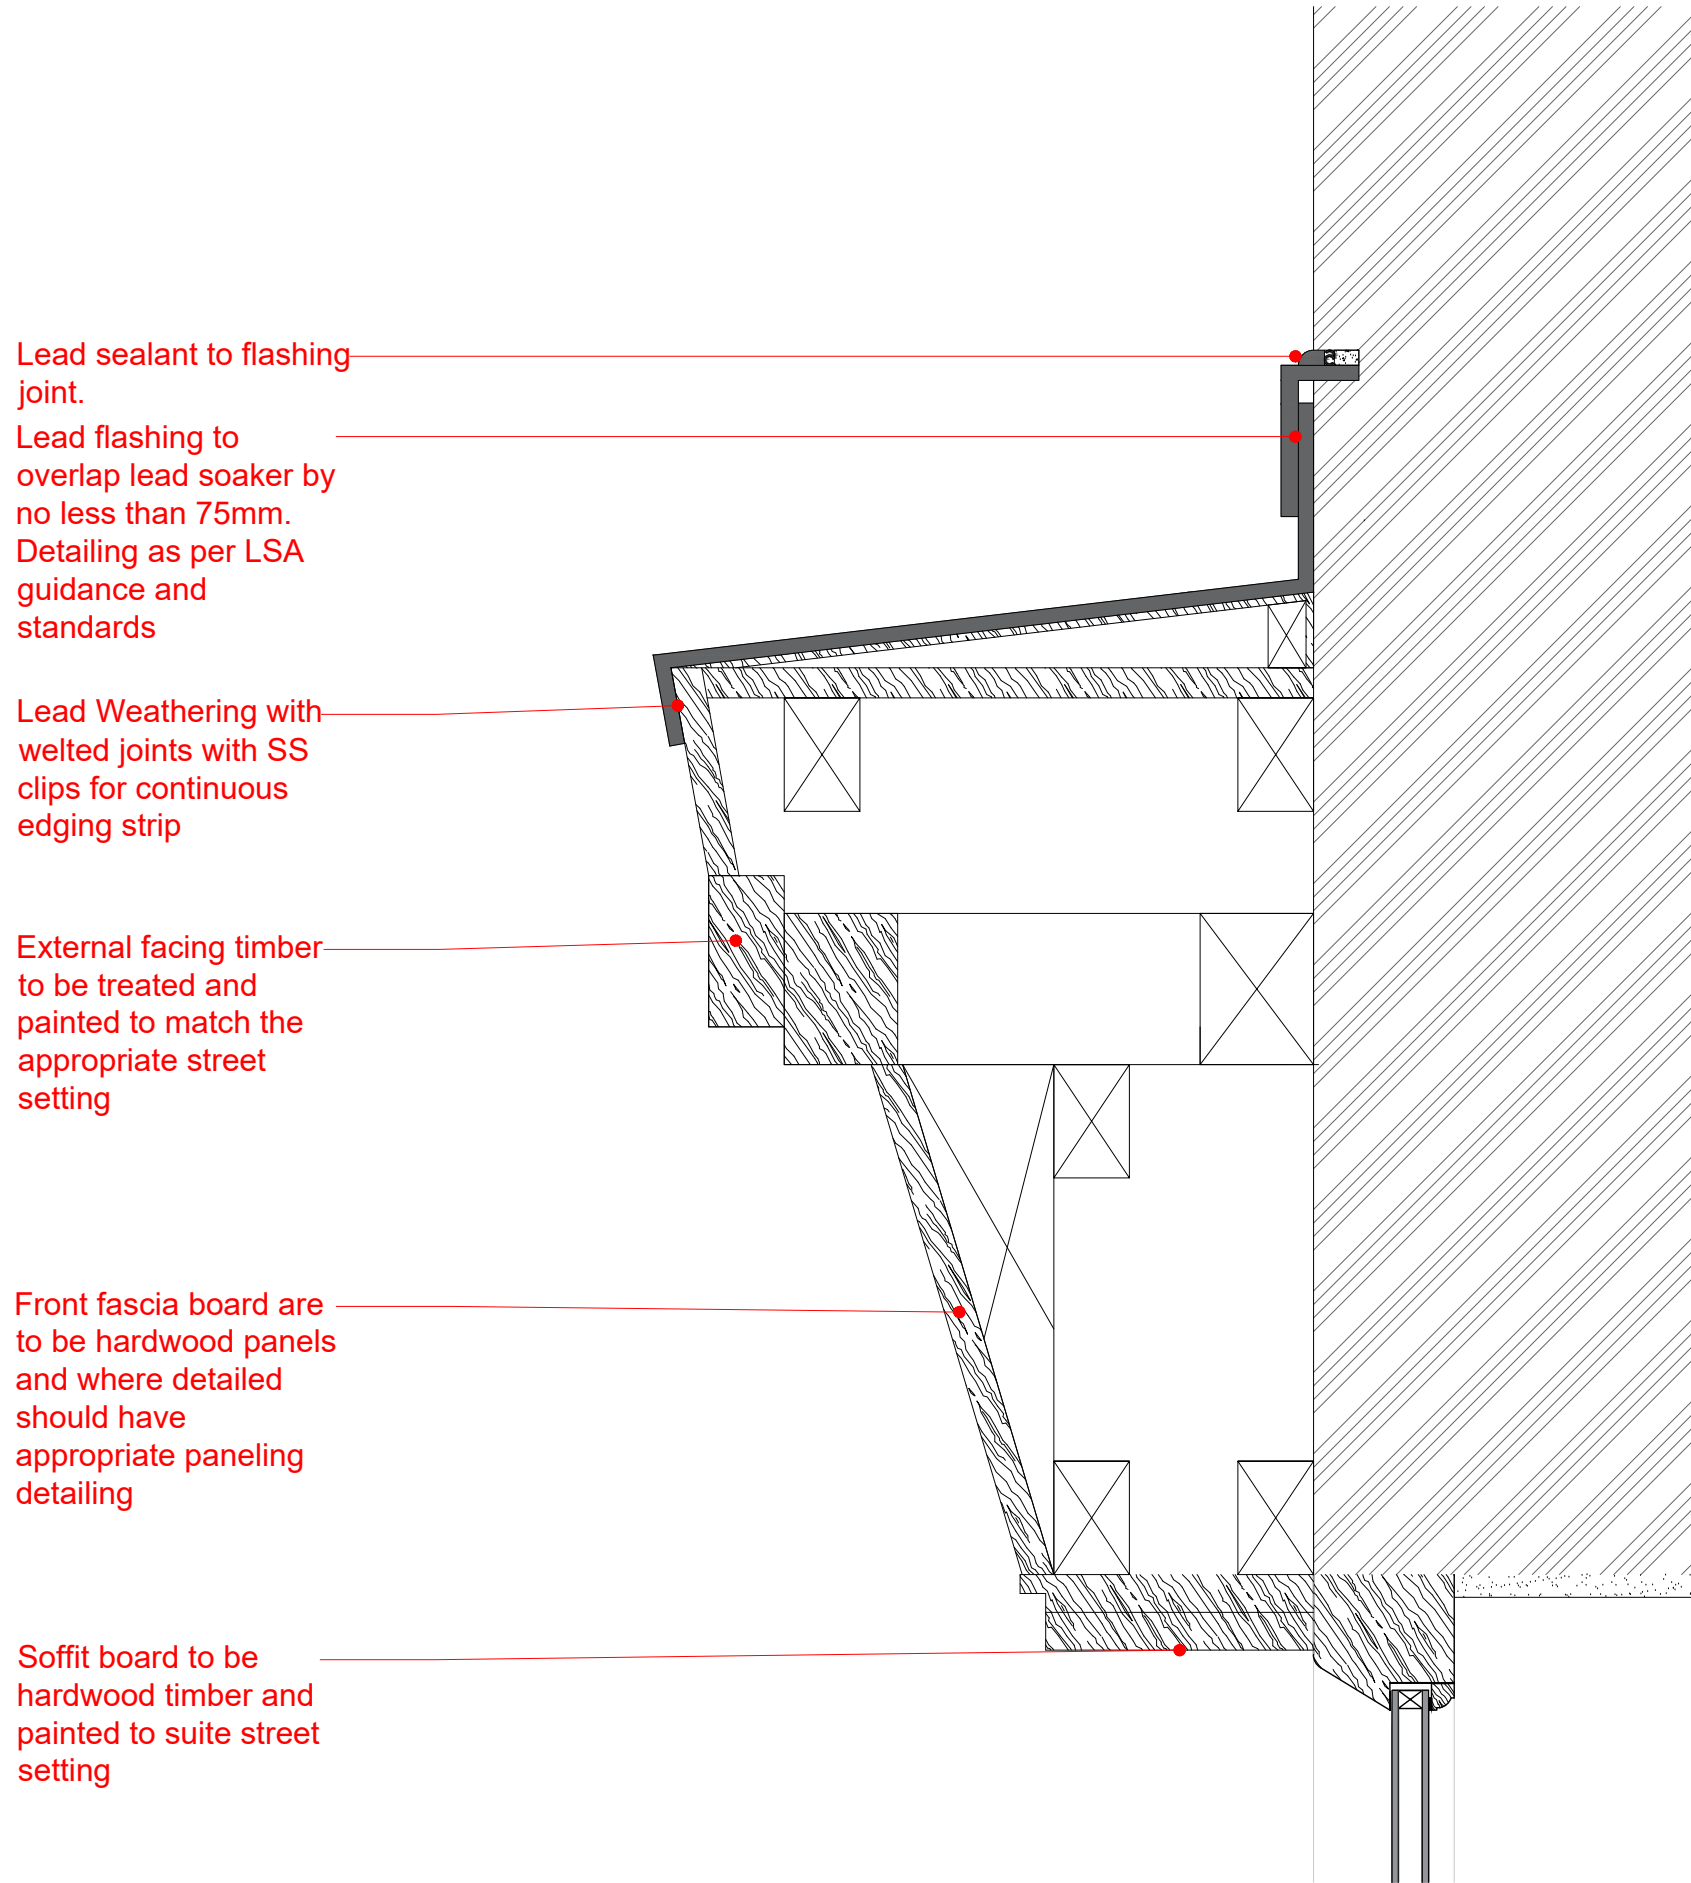 Lead sealant to flashing
joint.
Lead flashing to
overlap lead soaker by
no less than 75mm.
Detailing as per LSA
guidance and
standards
Lead Weathering with
welted joints with SS
clips for continuous
edging strip
External facing timber
to be treated and
painted to match the
appropriate street
setting
Front fascia board are
to be hardwood panels
and where detailed
should have
appropriate paneling
detailing
Soffit board to be
hardwood timber and
painted to suite street
setting